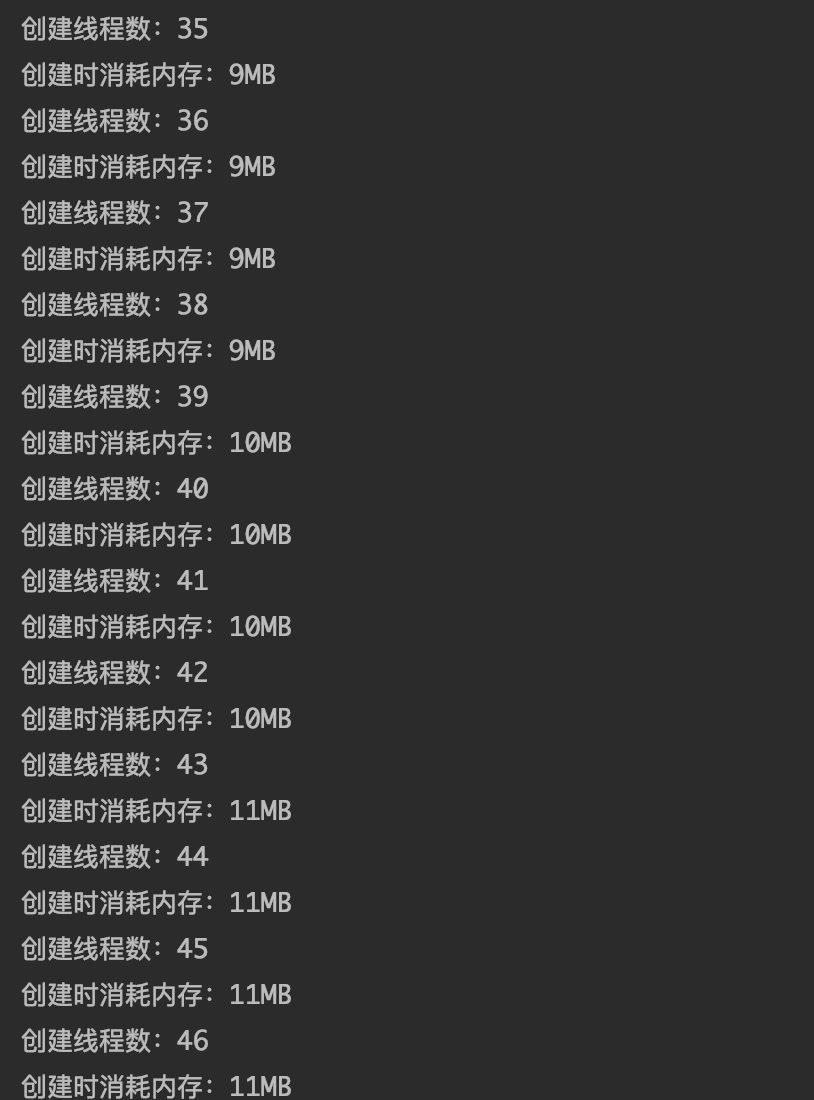 创建线程数：35
创建时消耗内存：9MB
创建线程数：36
创建时消耗内存：9MB
创建线程数：37
创建时消耗内存：9MB
创建线程数：38
创建时消耗内存：9MB
创建线程数：39
创建时消耗内存：10MB
创建线程数：40
创建时消耗内存：10MB
创建线程数：41
创建时消耗内存：10MB
创建线程数：42
创建时消耗内存：10MB
创建线程数：43
创建时消耗内存：11MB
创建线程数：44
创建时消耗内存：11MB
创建线程数：45
创建时消耗内存：11MB
创建线程数：46
创建时消耗内存：11MB